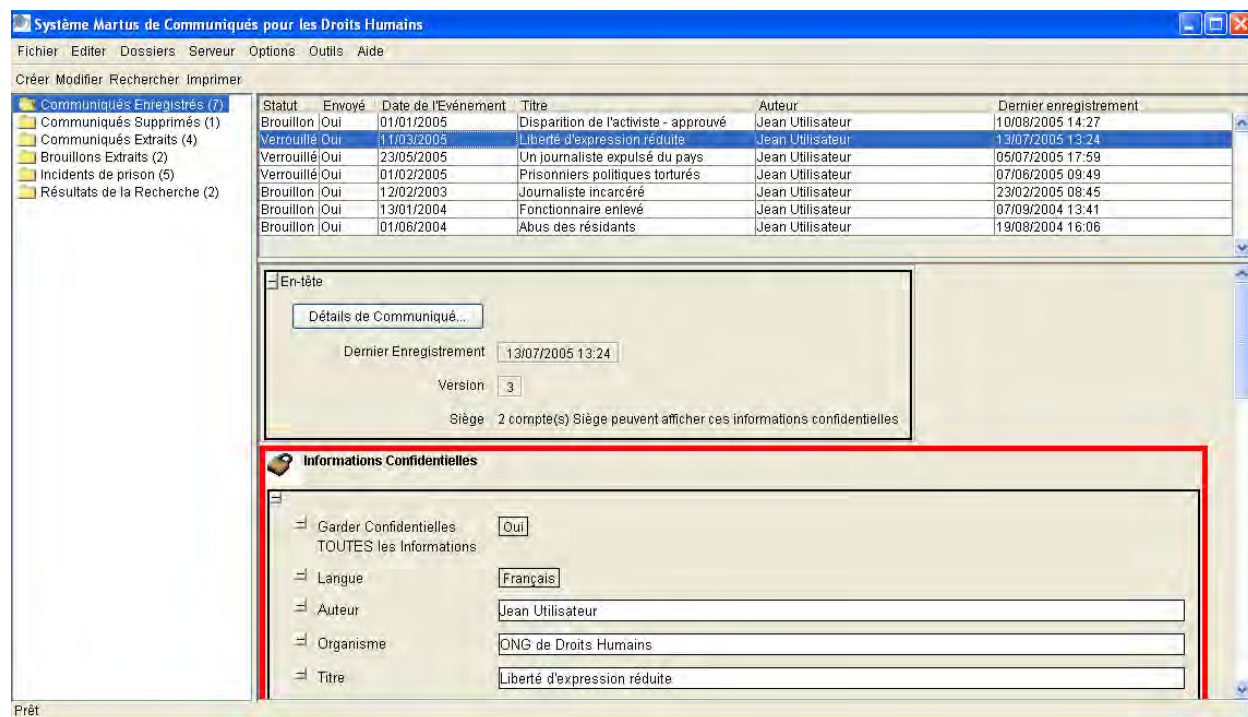 Système Martus de Communiqués pour les Droits Humains
Fichier Editer Dossiers Serveur Options Outils Aide
Créer Modifier Rechercher Imprimer
Communiqués Enregistrés (7)
Communiqués Supprimés (1)
Communiqués Extraits (4)
Brouillons Extraits (2)
Incidents de prison (5)
Résultats de la Recherche (2)
Statut Envoyé Date de l'Evénement Titre Auteur Dernier enregistrement
Brouillon Oui 01/01/2005 Disparition de l'activiste - approuvé Jean Utilisateur 10/08/2005 14:27
Verrouillé Oui 11/03/2005 Liberté d'expression réduite Jean Utilisateur 13/07/2005 13:24
Verrouillé Oui 23/05/2005 Un journaliste expulsé du pays Jean Utilisateur 05/07/2005 17:59
Verrouillé Oui 01/02/2005 Prisonniers politiques torturés Jean Utilisateur 07/06/2005 09:49
Brouillon Oui 12/02/2003 Journaliste incarcéré Jean Utilisateur 23/02/2005 08:45
Brouillon Oui 13/01/2004 Fonctionnaire enlevé Jean Utilisateur 07/09/2004 13:41
Brouillon Oui 01/06/2004 Abus des résidants Jean Utilisateur 19/08/2004 16:06
En-tête
Détails de Communiqué...
Dernier Enregistrement 13/07/2005 13:24
Version 3
Siège 2 compte(s) Siège peuvent afficher ces informations confidentielles
Informations Confidentielles
Garder Confidentielles Oui
TOUTES les Informations
Langue Français
Auteur Jean Utilisateur
Organisme ONG de Droits Humains
Titre Liberté d'expression réduite
Prêt